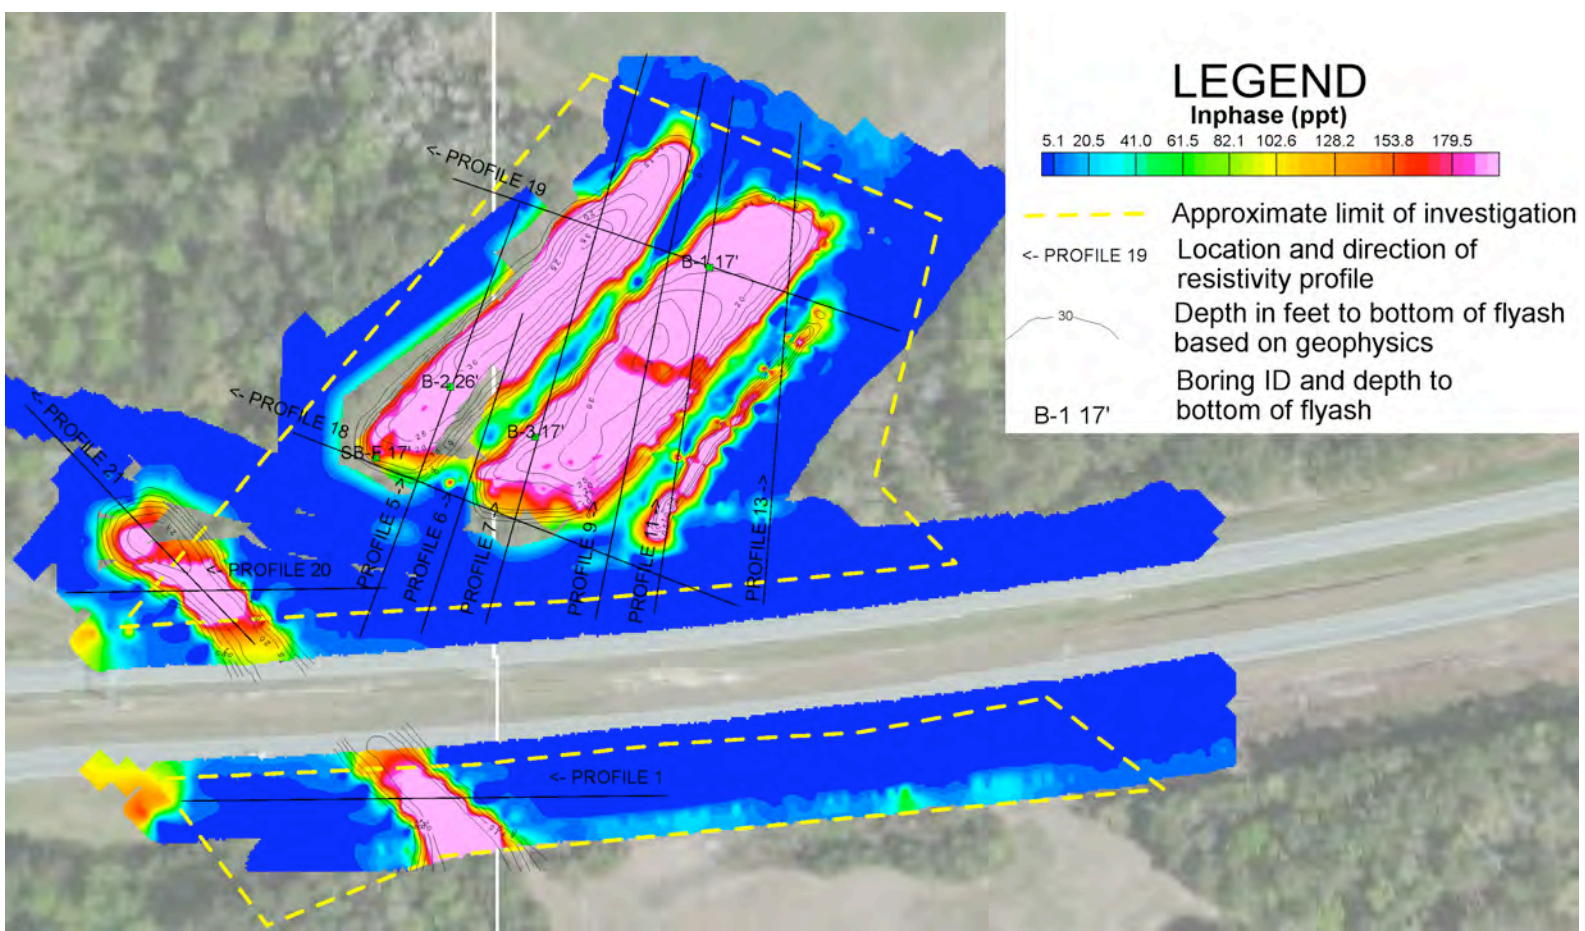 LEGEND
Inphase (ppt)
5.1 20.5 41.0 61.5 82.1 102.6 128.2 153.8 179.5
Approximate limit of investigation
<- PROFILE 19
Location and direction of
resistivity profile
30
Depth in feet to bottom of flyash
based on geophysics
B-1 17'
Boring ID and depth to
bottom of flyash
<- PROFILE 19
B-1 17'
B-2 26'
<- PROFILE 18
B-3 17'
SB-F 17'
<- PROFILE 21
PROFILE 5 ->
PROFILE 6 ->
PROFILE 7 ->
PROFILE 9 ->
PROFILE 11 ->
PROFILE 13 ->
<- PROFILE 20
<- PROFILE 1